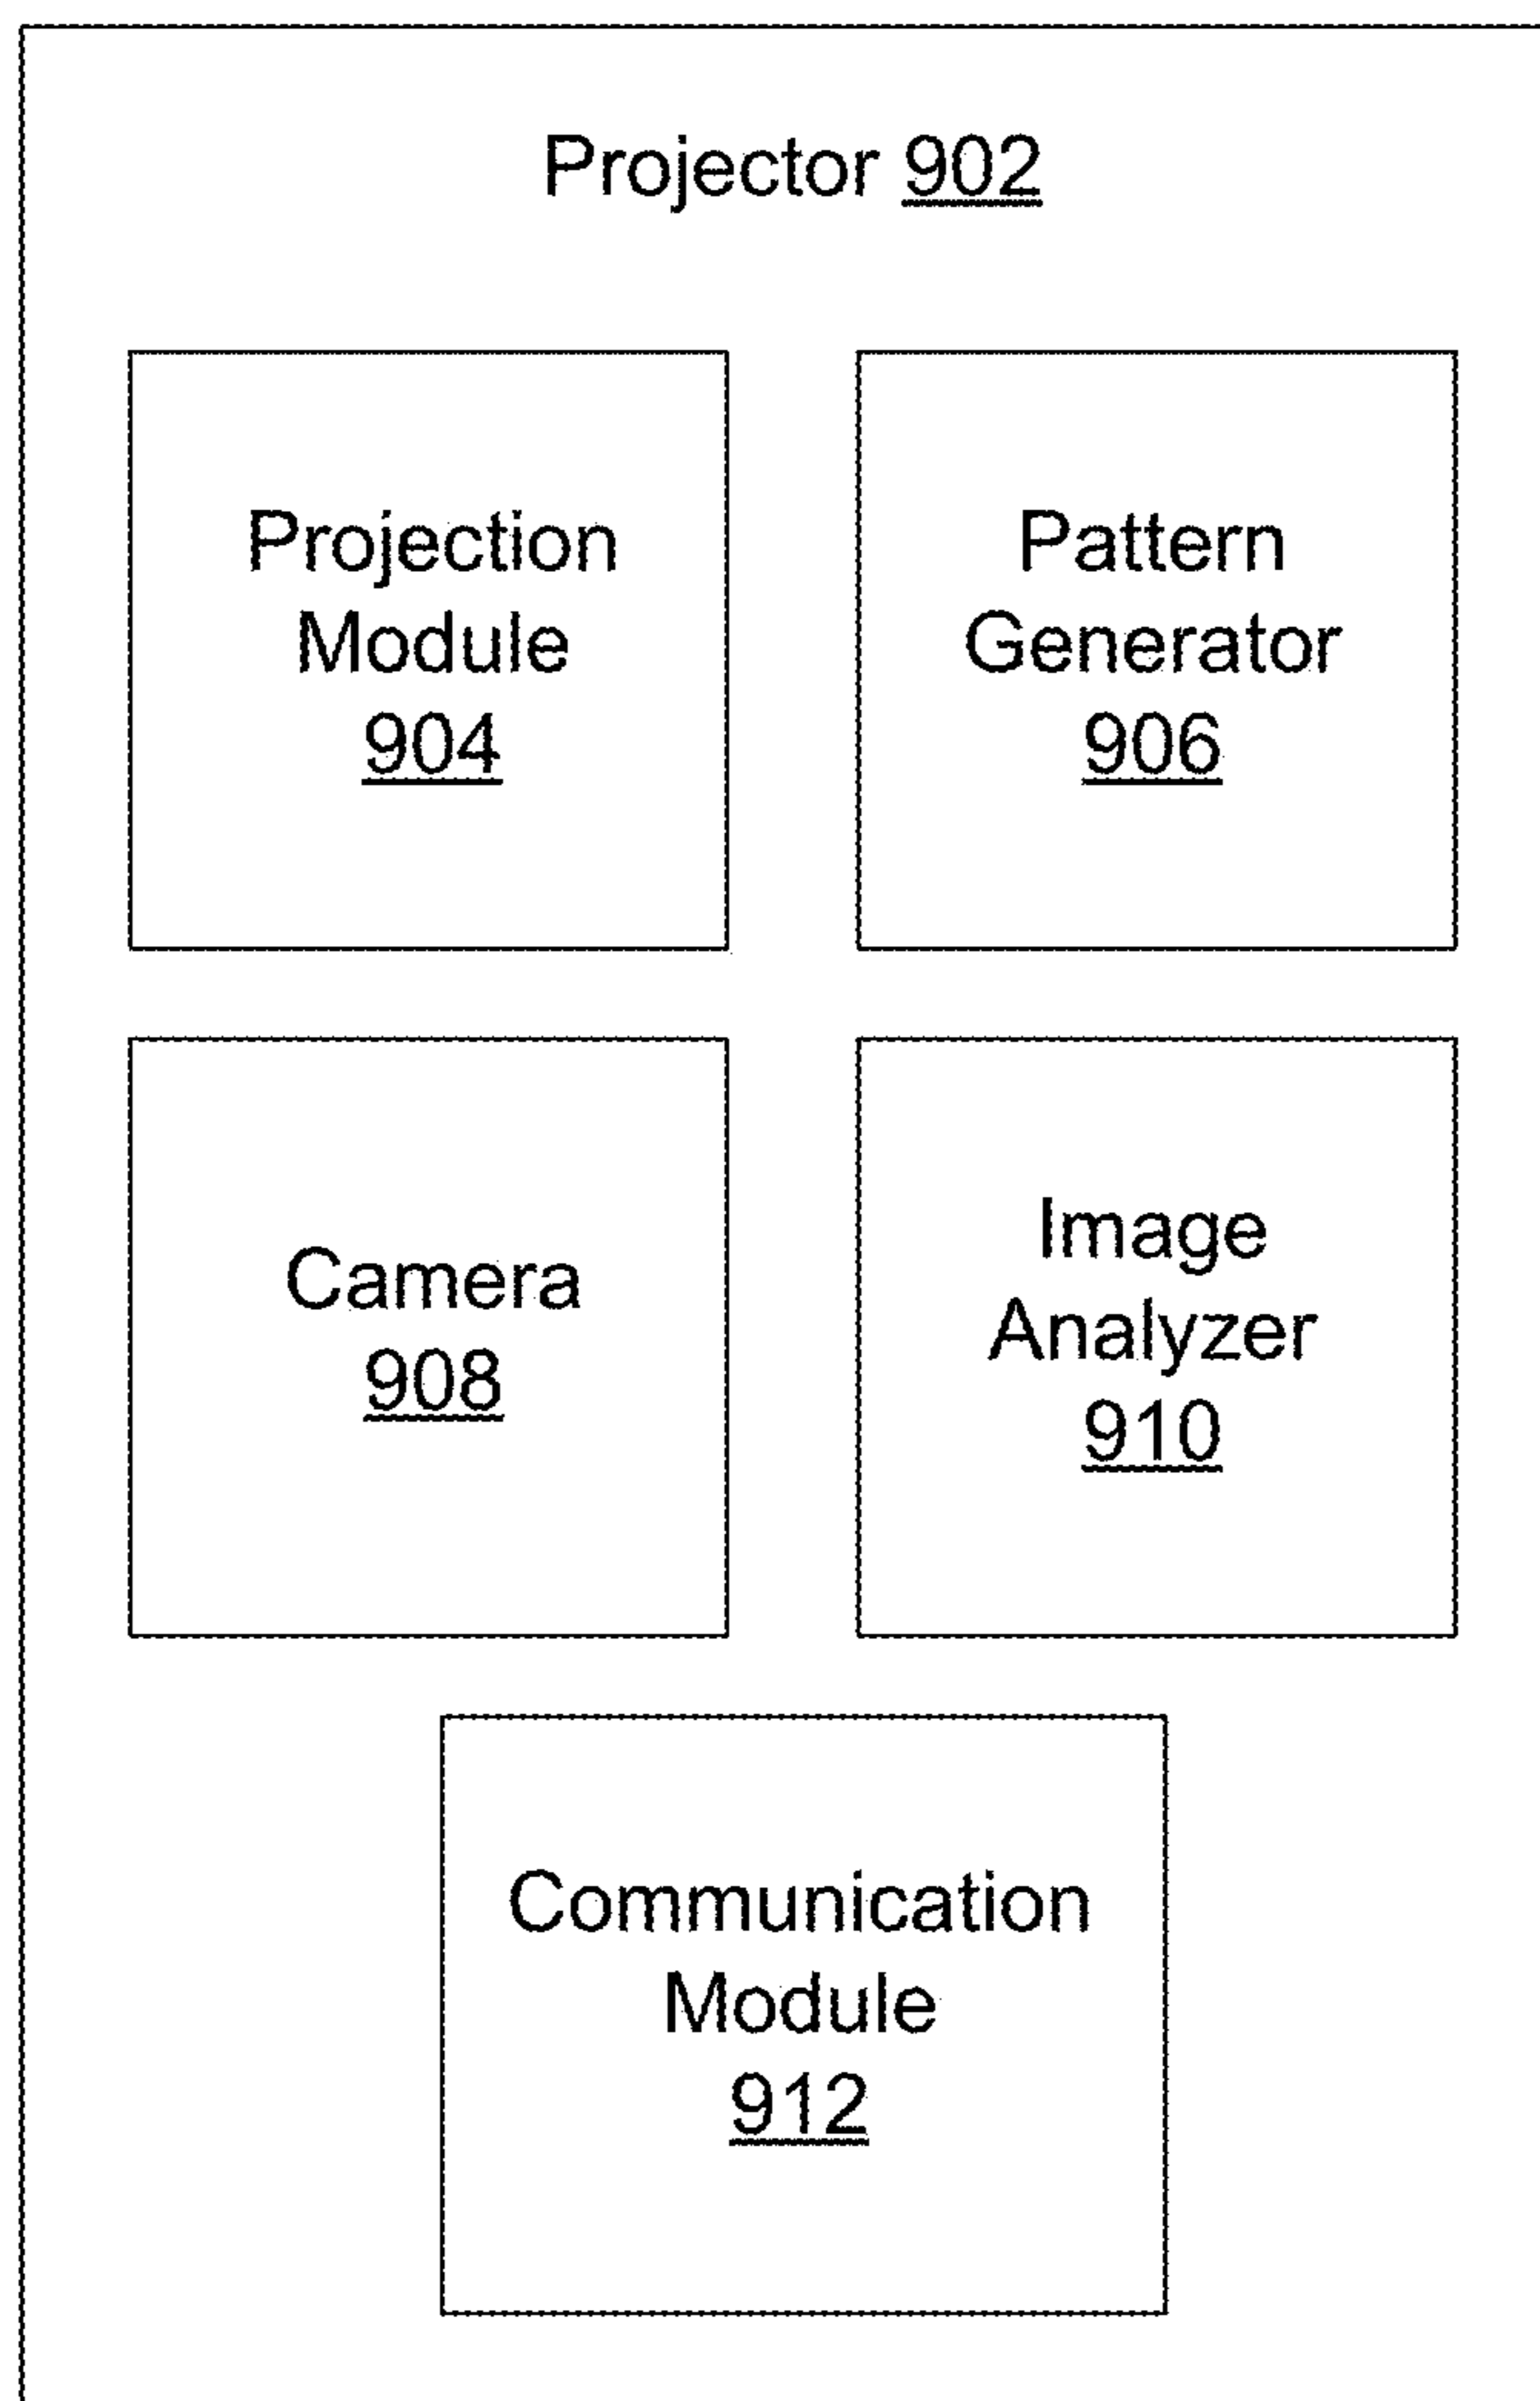 Projector 902
Projection
Module
904
Pattern
Generator
906
Camera
908
Image
Analyzer
910
Communication
Module
912